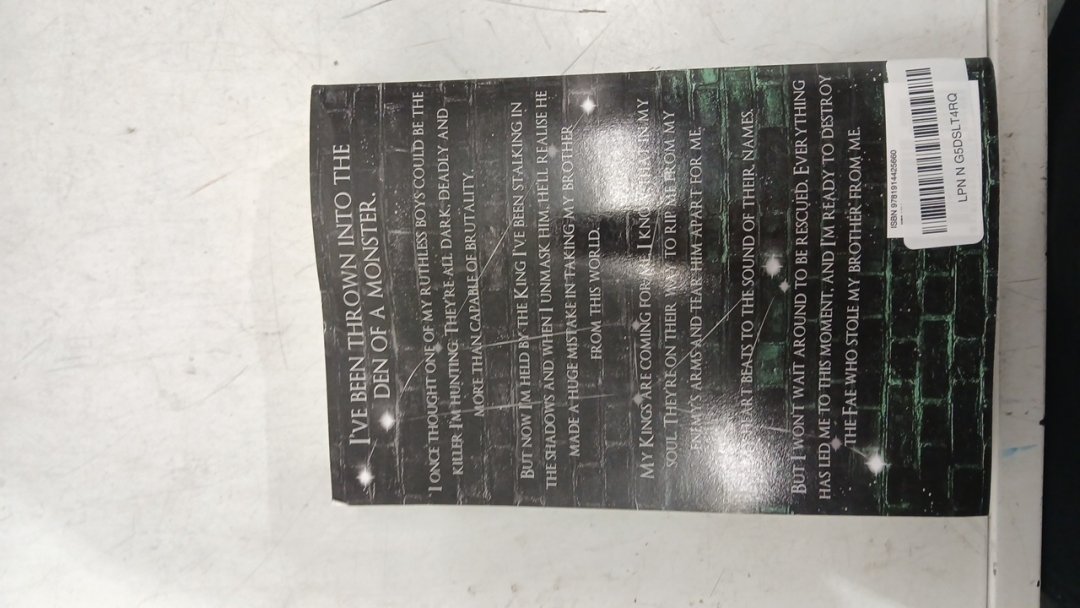 I've been thrown into the
den of a monster.
I once thought one of my ruthless boys could be the
killer I'm hunting. They're all dark, deadly and
more than capable of brutality.
But now I'm held by the King I've been stalking in
the shadows and when I unmask him, he'll realise he
made a huge mistake in taking my brother
from this world.
My Kings are coming for me. I know that in my
soul. They're on their way to rip me from my
enemy's arms and tear him apart for me.
heart beats to the sound of their names.
But I won't wait around to be rescued. Everything
has led me to this moment, and I'm ready to destroy
the Fae who stole my brother from me.
ISBN 9781914425660
LPN N G5DSLT4RQ